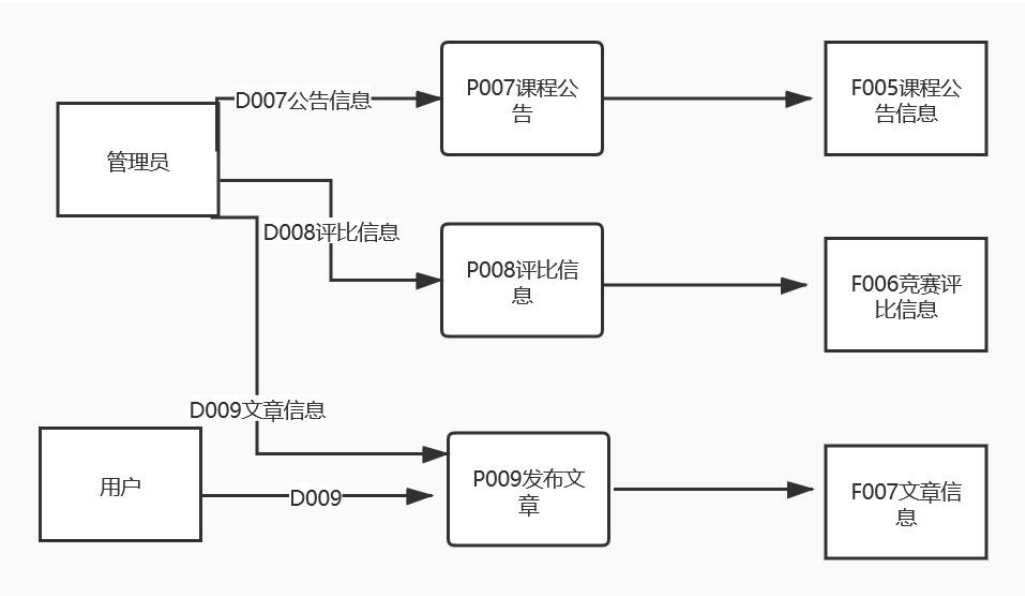 D007公告信息
P007课程公
告
F005课程公
告信息
管理员
D008评比信息
P008评比信
息
F006竞赛评
比信息
D009文章信息
用户
D009
P009发布文
章
F007文章信
息